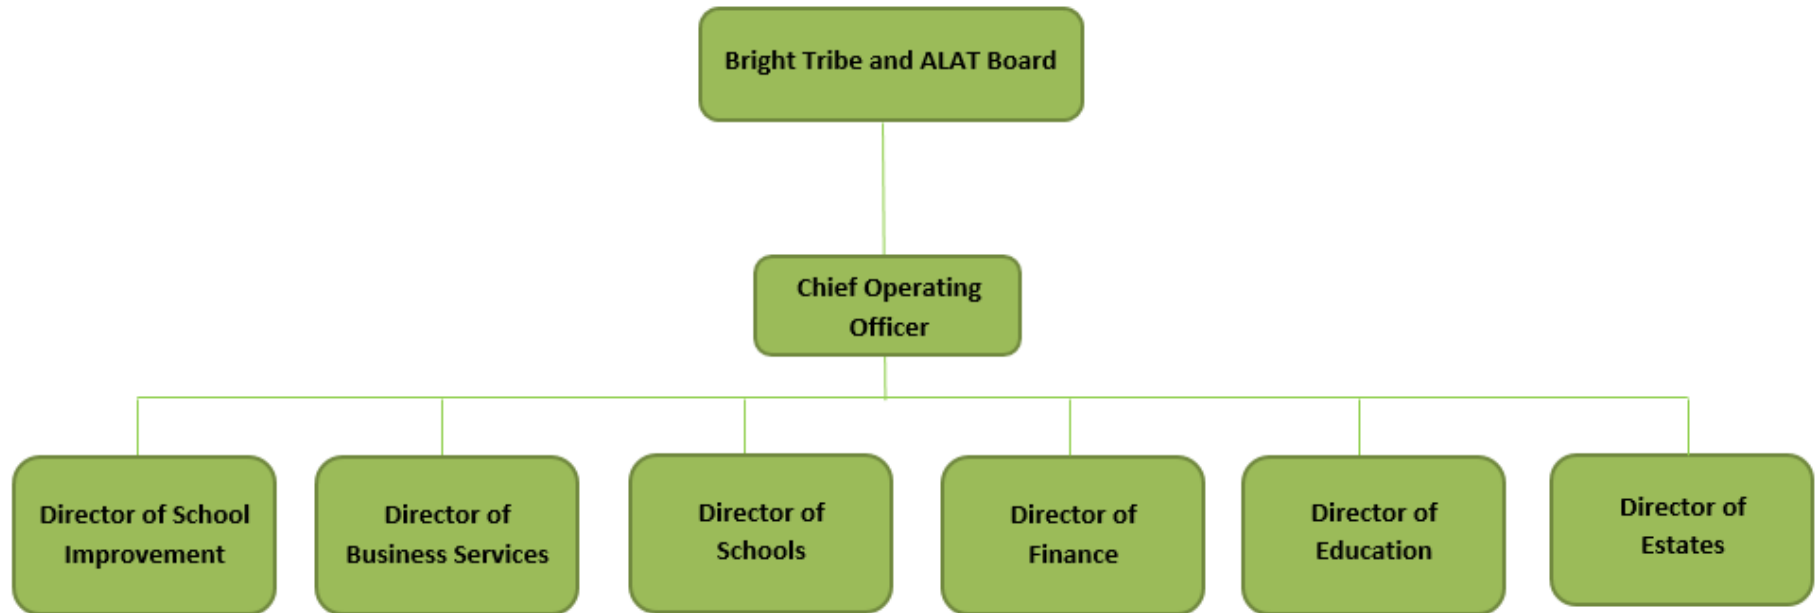 Bright Tribe and ALAT Board
Chief Operating
Officer
Director of School
Improvement
Director of
Business Services
Director of
Schools
Director of
Finance
Director of
Education
Director of
Estates